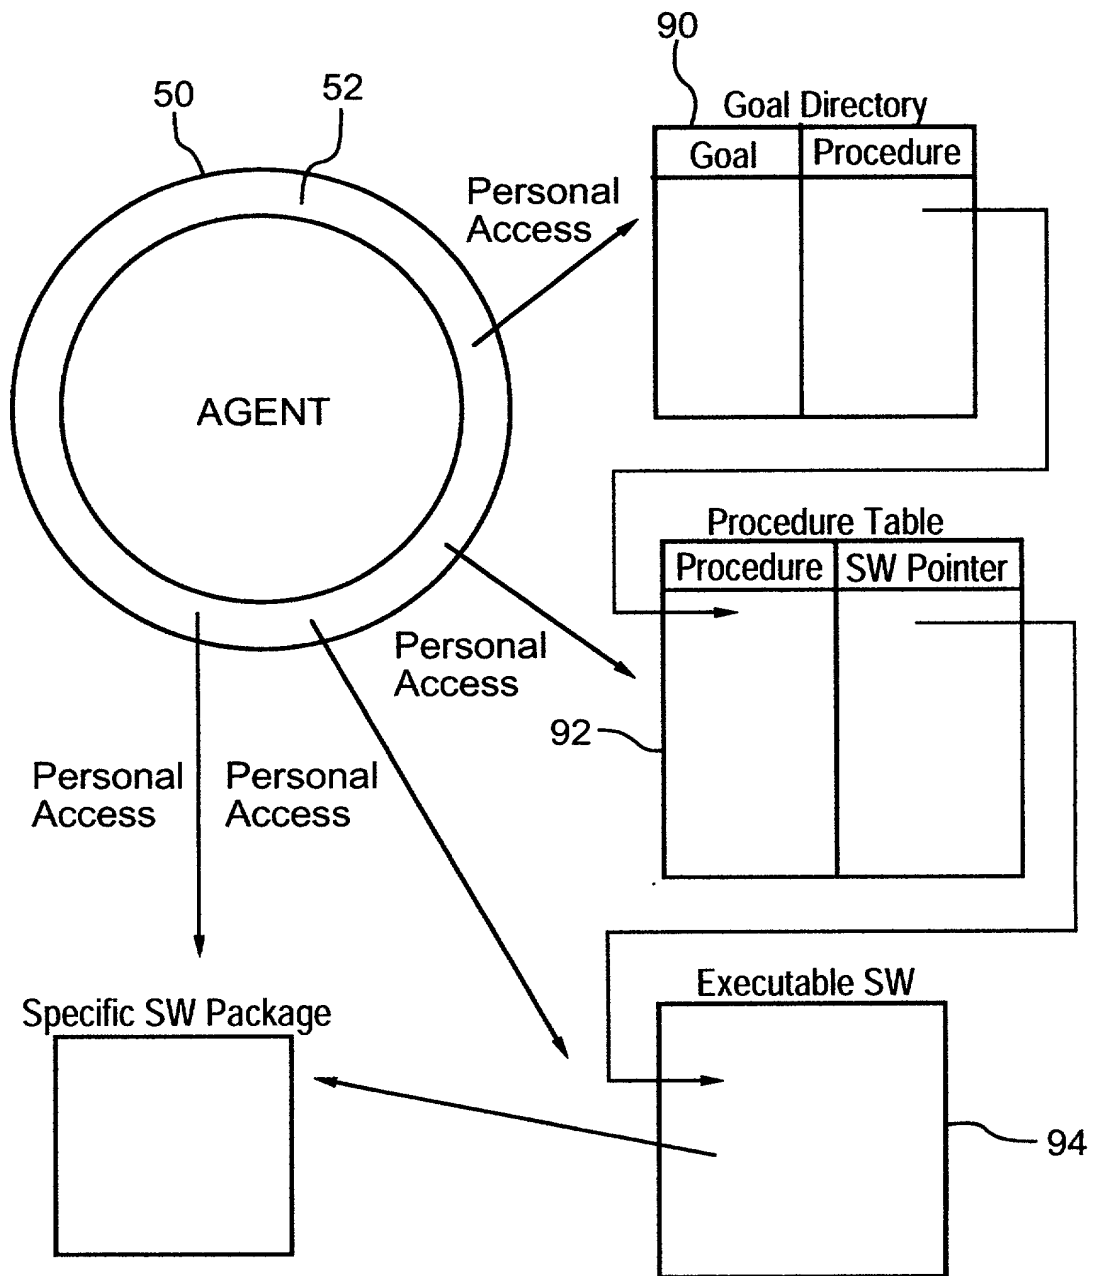 90
50
52
Goal Directory
Goal
Procedure
Personal
Access
AGENT
Procedure Table
Procedure
SW Pointer
Personal
Access
92
Personal
Access
Personal
Access
Executable SW
Specific SW Package
94